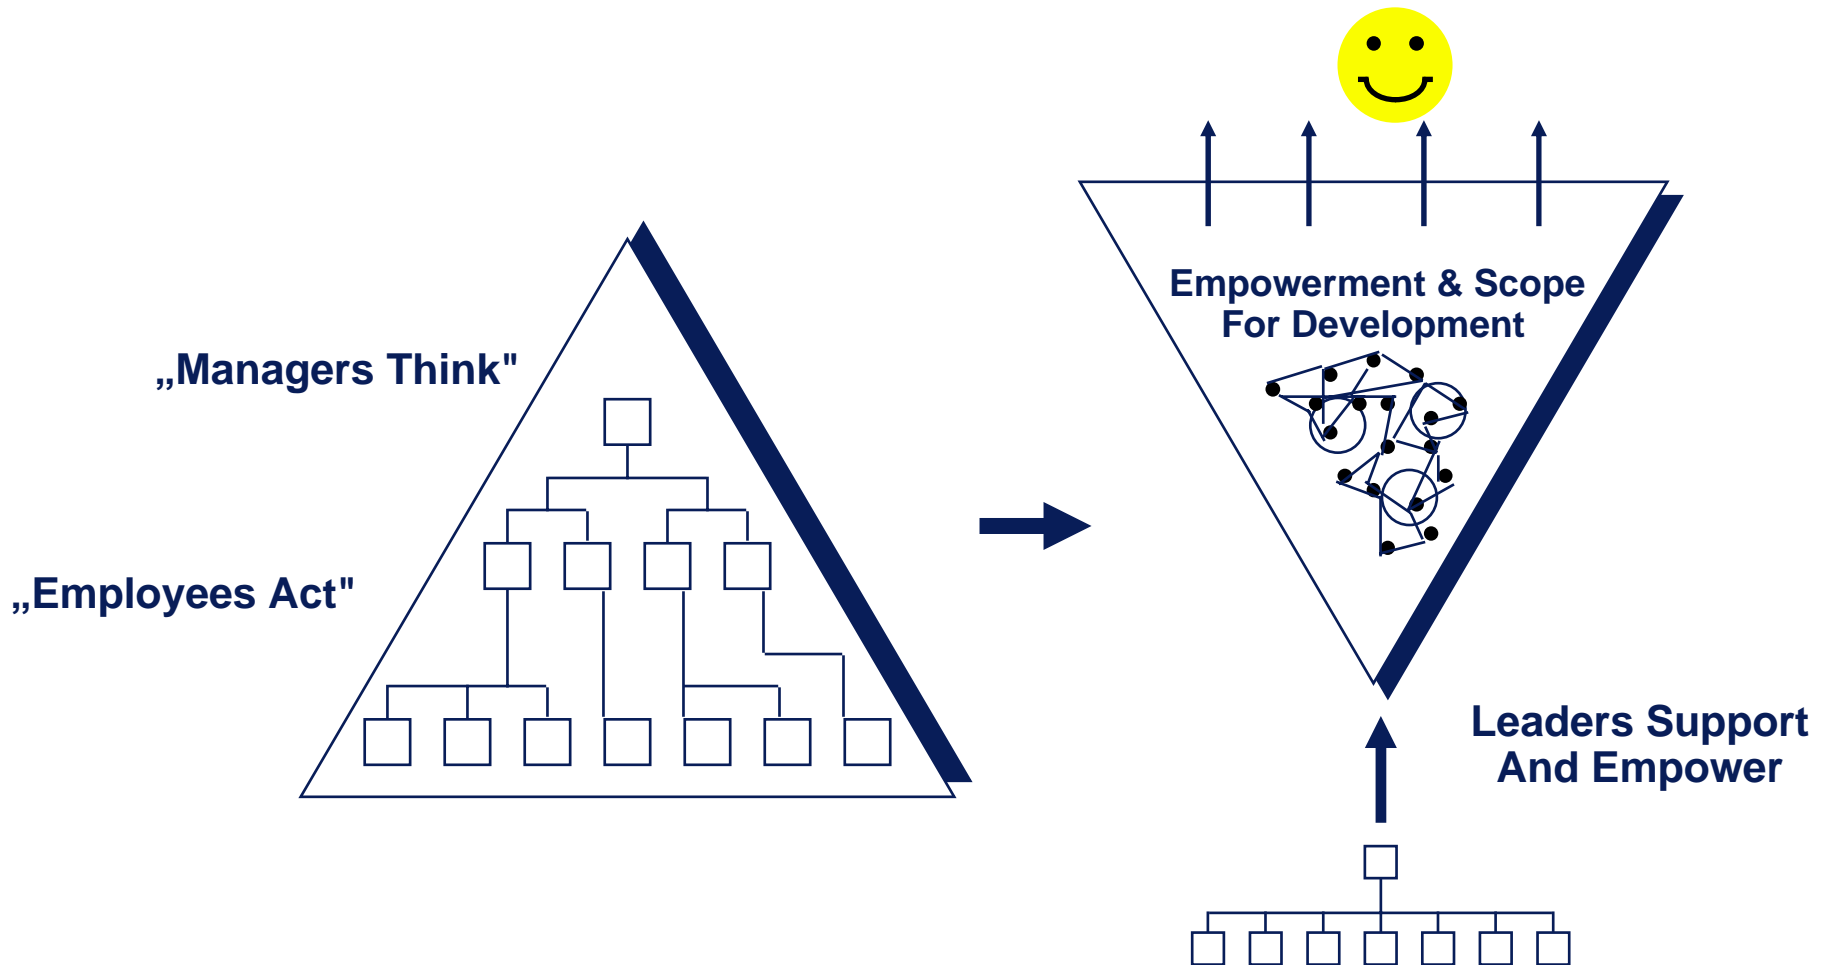 „Managers Think"
„Employees Act"
Empowerment & Scope
For Development
Leaders Support
And Empower